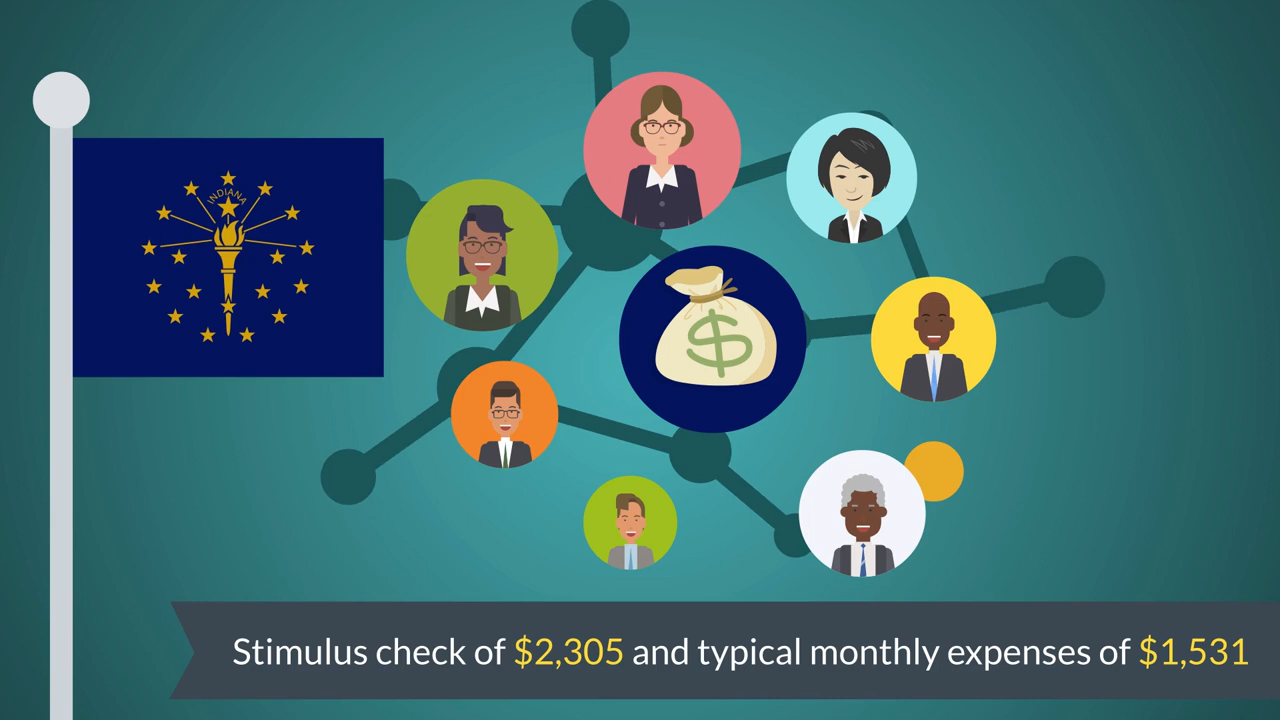 INDIANA
Stimulus check of $2,305 and typical monthly expenses of $1,531